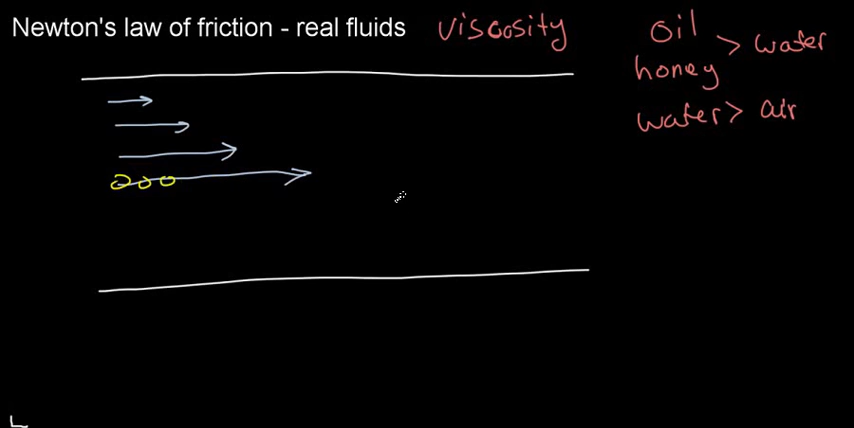 Newton's law of friction - real fluids viscosity
oil
honey > water
water > air